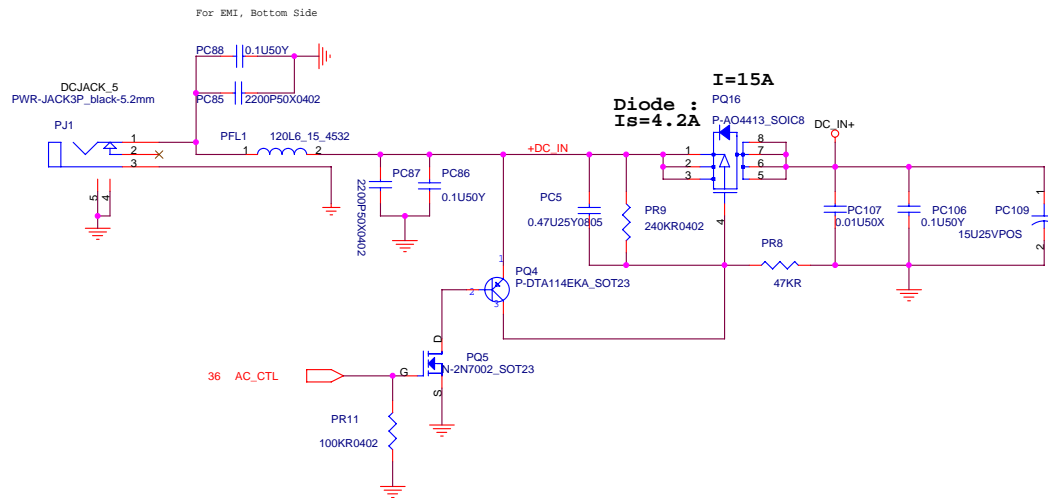 For EMI, Bottom Side
PC88
0.1U50Y
PC85
2200P50X0402
DCJACK_5
PWR-JACK3P_black-5.2mm
PJ1
1
2
3
5
4
PFL1
120L6_15_4532
1
2
PC87
2200P50X0402
PC86
0.1U50Y
+DC_IN
I=15A
Diode :
Is=4.2A
PQ16
P-AO4413_SOIC8
1
2
3
8
7
6
5
4
DC_IN+
PC5
0.47U25Y0805
PR9
240KR0402
PR8
47KR
PC107
0.01U50X
PC106
0.1U50Y
PC109
15U25VPOS
1
2
1
2
3
PQ4
P-DTA114EKA_SOT23
D
G
S
PQ5
N-2N7002_SOT23
36 AC_CTL
PR11
100KR0402